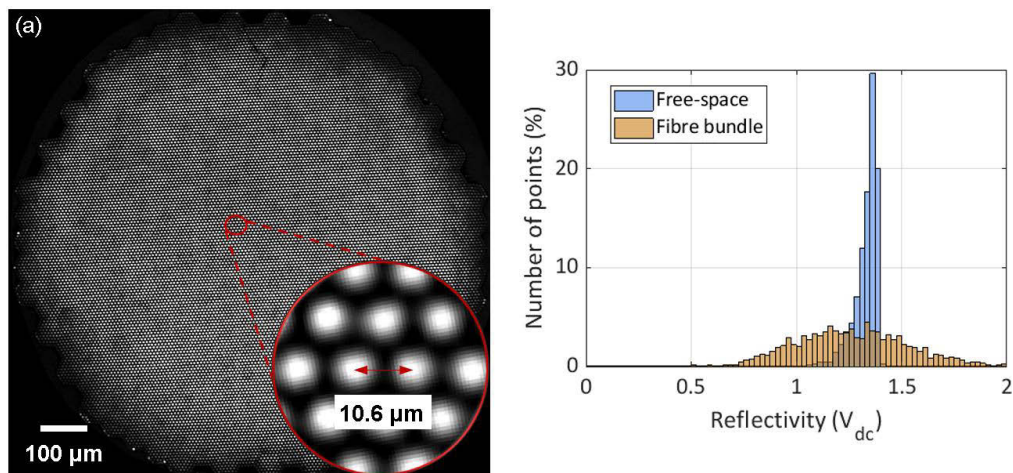 (a)
10.6 µm
100 µm
Free-space
Fibre bundle
30
20
10
0
0
0.5
1
1.5
2
Number of points (%)
Reflectivity (V_dc)